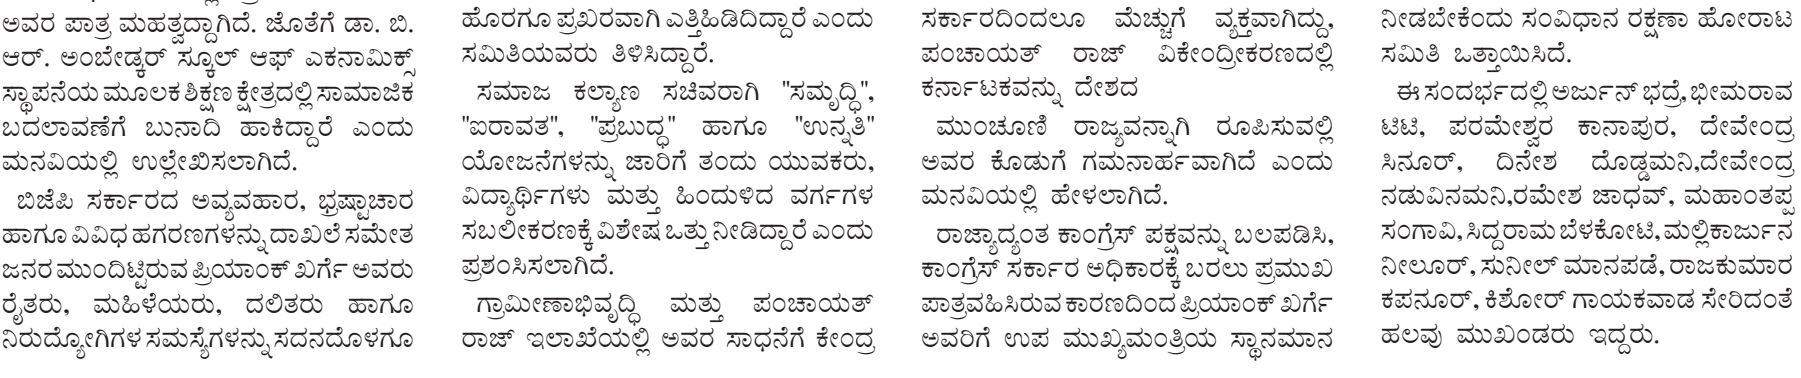 ಅವರ ಪಾತ್ರ ಮಹತ್ವದ್ದಾಗಿದೆ. ಜೊತೆಗೆ ಡಾ. ಬಿ.
ಆರ್. ಅಂಬೇಡ್ಕರ್ ಸ್ಕೂಲ್ ಆಫ್ ಎಕನಾಮಿಕ್ಸ್
ಸ್ಥಾಪನೆಯ ಮೂಲಕ ಶಿಕ್ಷಣ ಕ್ಷೇತ್ರದಲ್ಲಿ ಸಾಮಾಜಿಕ
ಬದಲಾವಣೆಗೆ ಬುನಾದಿ ಹಾಕಿದ್ದಾರೆ ಎಂದು
ಮನವಿಯಲ್ಲಿ ಉಲ್ಲೇಖಿಸಲಾಗಿದೆ.
ಬಿಜೆಪಿ ಸರ್ಕಾರದ ಅವ್ಯವಹಾರ, ಭ್ರಷ್ಟಾಚಾರ
ಹಾಗೂ ವಿವಿಧ ಹಗರಣಗಳನ್ನು ದಾಖಲೆ ಸಮೇತ
ಜನರ ಮುಂದಿಟ್ಟಿರುವ ಪ್ರಿಯಾಂಕ್ ಖರ್ಗೆ ಅವರು
ರೈತರು, ಮಹಿಳೆಯರು, ದಲಿತರು ಹಾಗೂ
ನಿರುದ್ಯೋಗಿಗಳ ಸಮಸ್ಯೆಗಳನ್ನು ಸದನದೊಳಗೂ
ಹೊರಗೂ ಪ್ರಖರವಾಗಿ ಎತ್ತಿಹಿಡಿದಿದ್ದಾರೆ ಎಂದು
ಸಮಿತಿಯವರು ತಿಳಿಸಿದ್ದಾರೆ.
ಸಮಾಜ ಕಲ್ಯಾಣ ಸಚಿವರಾಗಿ "ಸಮೃದ್ಧಿ",
"ಐರಾವತ", "ಪ್ರಬುದ್ಧ" ಹಾಗೂ "ಉನ್ನತಿ"
ಯೋಜನೆಗಳನ್ನು ಜಾರಿಗೆ ತಂದು ಯುವಕರು,
ವಿದ್ಯಾರ್ಥಿಗಳು ಮತ್ತು ಹಿಂದುಳಿದ ವರ್ಗಗಳ
ಸಬಲೀಕರಣಕ್ಕೆ ವಿಶೇಷ ಒತ್ತು ನೀಡಿದ್ದಾರೆ ಎಂದು
ಪ್ರಶಂಸಿಸಲಾಗಿದೆ.
ಗ್ರಾಮೀಣಾಭಿವೃದ್ಧಿ ಮತ್ತು ಪಂಚಾಯತ್
ರಾಜ್ ಇಲಾಖೆಯಲ್ಲಿ ಅವರ ಸಾಧನೆಗೆ ಕೇಂದ್ರ
ಸರ್ಕಾರದಿಂದಲೂ ಮೆಚ್ಚುಗೆ ವ್ಯಕ್ತವಾಗಿದ್ದು,
ಪಂಚಾಯತ್ ರಾಜ್ ವಿಕೇಂದ್ರೀಕರಣದಲ್ಲಿ
ಕರ್ನಾಟಕವನ್ನು ದೇಶದ
ಮುಂಚೂಣಿ ರಾಜ್ಯವನ್ನಾಗಿ ರೂಪಿಸುವಲ್ಲಿ
ಅವರ ಕೊಡುಗೆ ಗಮನಾರ್ಹವಾಗಿದೆ ಎಂದು
ಮನವಿಯಲ್ಲಿ ಹೇಳಲಾಗಿದೆ.
ರಾಜ್ಯಾದ್ಯಂತ ಕಾಂಗ್ರೆಸ್ ಪಕ್ಷವನ್ನು ಬಲಪಡಿಸಿ,
ಕಾಂಗ್ರೆಸ್ ಸರ್ಕಾರ ಅಧಿಕಾರಕ್ಕೆ ಬರಲು ಪ್ರಮುಖ
ಪಾತ್ರವಹಿಸಿರುವ ಕಾರಣದಿಂದ ಪ್ರಿಯಾಂಕ್ ಖರ್ಗೆ
ಅವರಿಗೆ ಉಪ ಮುಖ್ಯಮಂತ್ರಿಯ ಸ್ಥಾನಮಾನ
ನೀಡಬೇಕೆಂದು ಸಂವಿಧಾನ ರಕ್ಷಣಾ ಹೋರಾಟ
ಸಮಿತಿ ಒತ್ತಾಯಿಸಿದೆ.
ಈ ಸಂದರ್ಭದಲ್ಲಿ ಅರ್ಜುನ್ ಭದ್ರೆ, ಭೀಮರಾವ
ಟಿಟಿ, ಪರಮೇಶ್ವರ ಕಾನಾಪುರ, ದೇವೇಂದ್ರ
ಸಿನೂರ್, ದಿನೇಶ ದೊಡ್ಡಮನಿ,ದೇವೇಂದ್ರ
ನಡುವಿನಮನಿ,ರಮೇಶ ಜಾಧವ್, ಮಹಾಂತಪ್ಪ
ಸಂಗಾವಿ, ಸಿದ್ದರಾಮ ಬೆಳಕೋಟಿ, ಮಲ್ಲಿಕಾರ್ಜುನ
ನೀಲೂರ್, ಸುನೀಲ್ ಮಾನಪಡೆ, ರಾಜಕುಮಾರ
ಕಪನೂರ್, ಕಿಶೋರ್ ಗಾಯಕವಾಡ ಸೇರಿದಂತೆ
ಹಲವು ಮುಖಂಡರು ಇದ್ದರು.